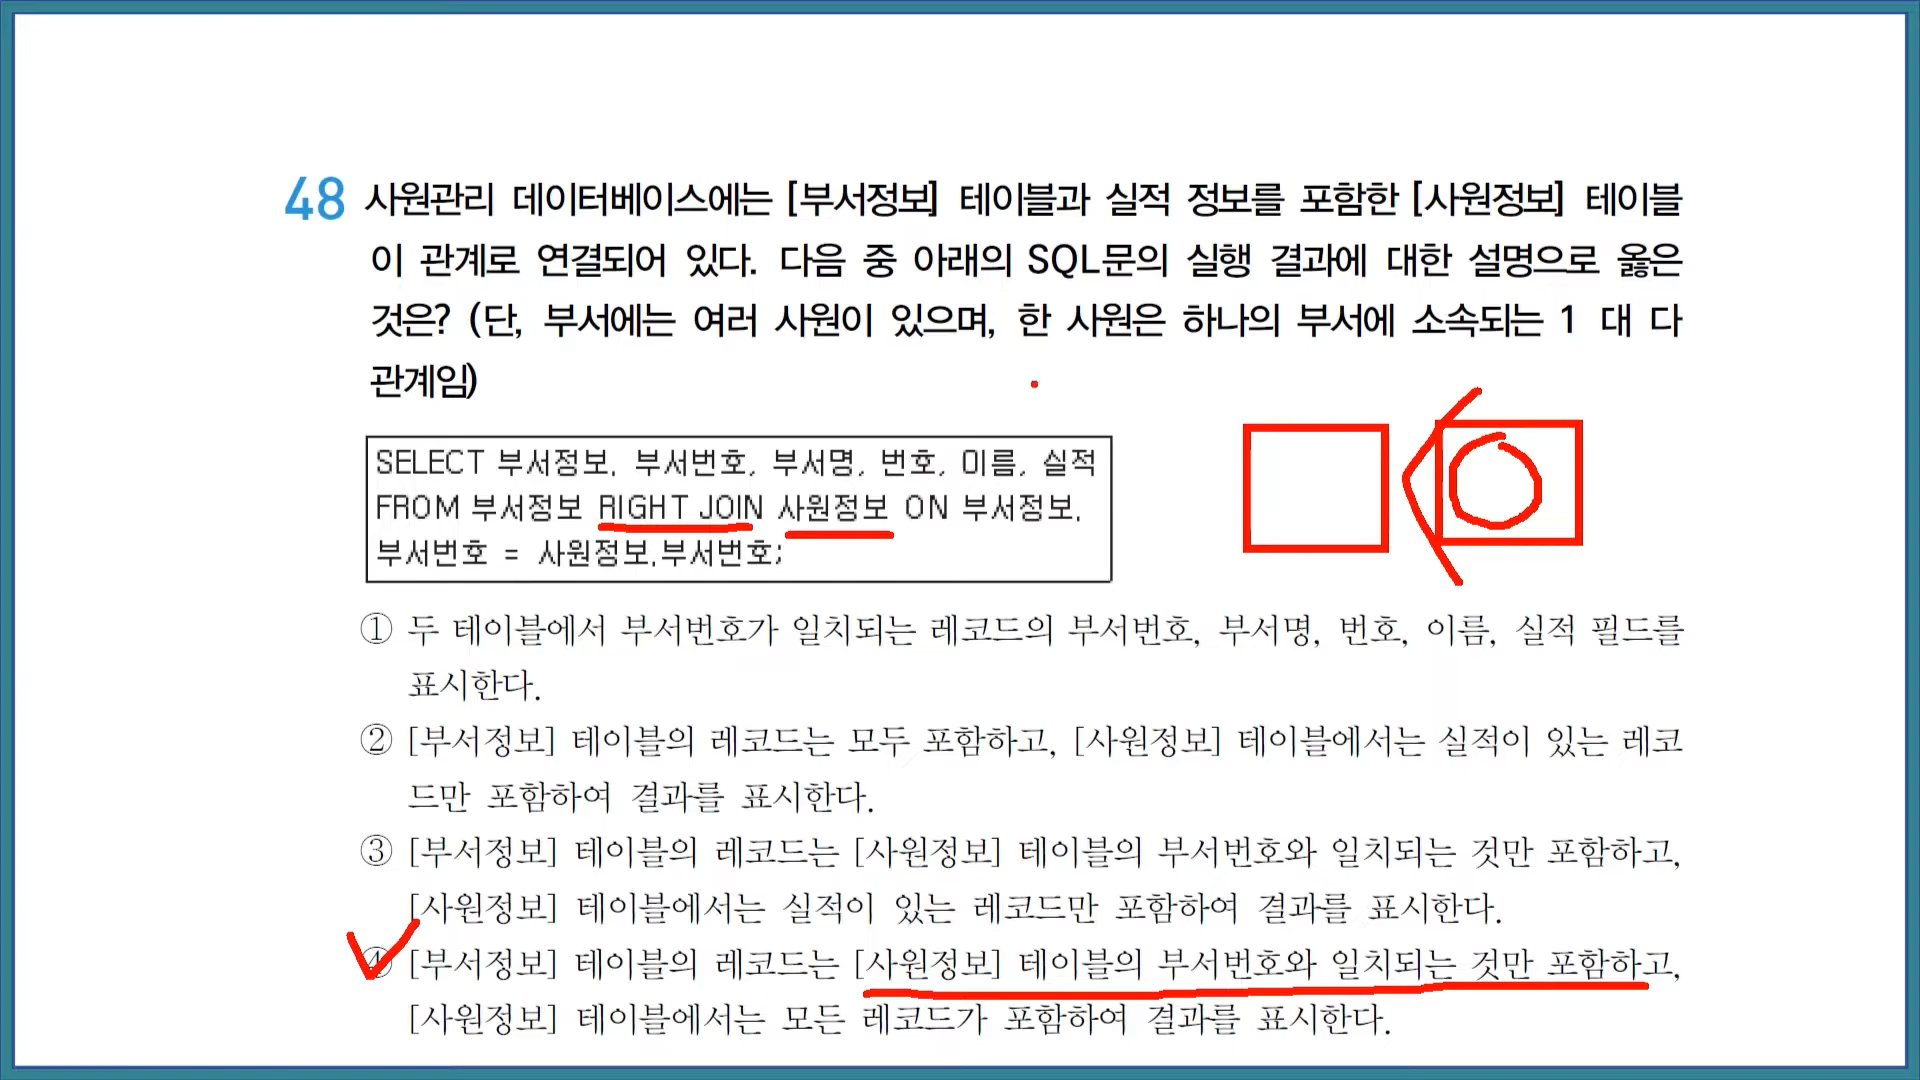 48 사원관리 데이터베이스에는 [부서정보] 테이블과 실적 정보를 포함한 [사원정보] 테이블
이 관계로 연결되어 있다. 다음 중 아래의 SQL문의 실행 결과에 대한 설명으로 옳은
것은? (단, 부서에는 여러 사원이 있으며, 한 사원은 하나의 부서에 소속되는 1 대 다
관계임)
SELECT 부서정보. 부서번호, 부서명, 번호, 이름, 실적
FROM 부서정보 RIGHT JOIN 사원정보 ON 부서정보.
부서번호 = 사원정보.부서번호;
① 두 테이블에서 부서번호가 일치되는 레코드의 부서번호, 부서명, 번호, 이름, 실적 필드를
표시한다.
② [부서정보] 테이블의 레코드는 모두 포함하고, [사원정보] 테이블에서는 실적이 있는 레코
드만 포함하여 결과를 표시한다.
③ [부서정보] 테이블의 레코드는 [사원정보] 테이블의 부서번호와 일치되는 것만 포함하고,
[사원정보] 테이블에서는 실적이 있는 레코드만 포함하여 결과를 표시한다.
④ [부서정보] 테이블의 레코드는 [사원정보] 테이블의 부서번호와 일치되는 것만 포함하고,
[사원정보] 테이블에서는 모든 레코드가 포함하여 결과를 표시한다.